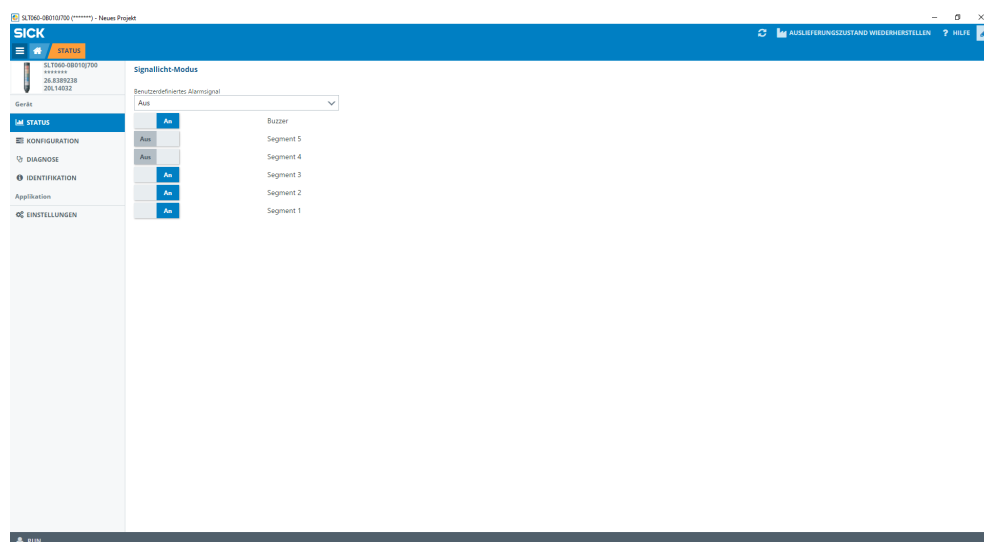 SLT060-0B010J700 (*******) - Neues Projekt
SICK
AUSLIEFERUNGSZUSTAND WIEDERHERSTELLEN
? HILFE
STATUS
SLT060-0B010J700
*******
26.8389238
20L14032
Gerät
STATUS
KONFIGURATION
DIAGNOSE
IDENTIFIKATION
Applikation
EINSTELLUNGEN
Signallicht-Modus
Benutzerdefiniertes Alarmsignal
Aus
An Buzzer
Aus Segment 5
Aus Segment 4
An Segment 3
An Segment 2
An Segment 1
RUN